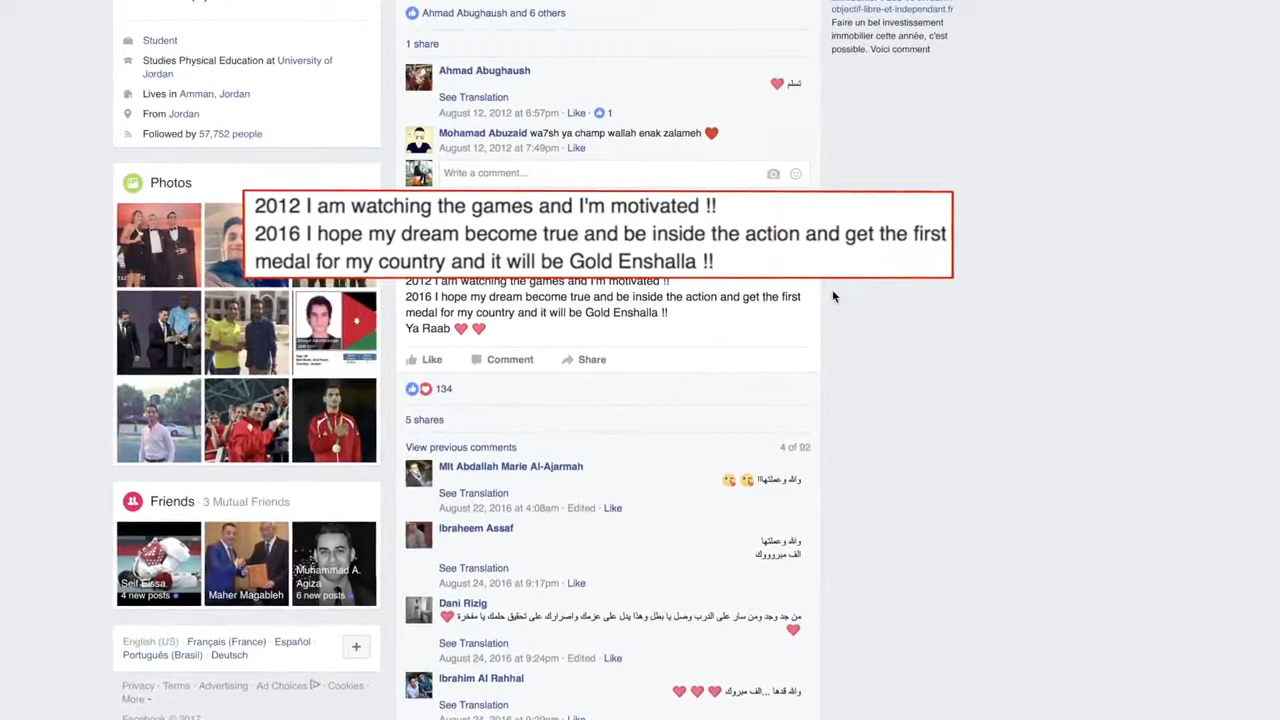 Student
Studies Physical Education at University of
Jordan
Lives in Amman, Jordan
From Jordan
Followed by 57,752 people
Photos
Friends · 3 Mutual Friends
Seif Eissa
4 new posts
Maher Magableh
Muhammad A.
Agiza
6 new posts
English (US) · Français (France) · Español ·
Português (Brasil) · Deutsch
+
Privacy · Terms · Advertising · Ad Choices · Cookies ·
More
Facebook © 2017
Ahmad Abughaush and 6 others
1 share
Ahmad Abughaush
تسلم
See Translation
August 12, 2012 at 6:57pm · Like · 1
Mohamad Abuzaid wa7sh ya champ wallah enak zalameh
August 12, 2012 at 7:49pm · Like
Write a comment...
2012 I am watching the games and I'm motivated !!
2016 I hope my dream become true and be inside the action and get the first
medal for my country and it will be Gold Enshalla !!
2012 I am watching the games and I'm motivated !!
2016 I hope my dream become true and be inside the action and get the first
medal for my country and it will be Gold Enshalla !!
Ya Raab
Like Comment Share
134
5 shares
View previous comments 4 of 92
Mlt Abdallah Marie Al-Ajarmah
والله وعملتها!!!
See Translation
August 22, 2016 at 4:08am · Edited · Like
Ibraheem Assaf
والله وعملتها
الف مبروووك
See Translation
August 24, 2016 at 9:17pm · Like
Dani Rizig
من جد وجد ومن سار على الدرب وصل يا بطل وهذا يدل على عزمك واصرارك على تحقيق حلمك يا مفخرة
See Translation
August 24, 2016 at 9:24pm · Edited · Like
Ibrahim Al Rahhal
والله قدها ...الف مبروك
See Translation
August 24, 2016 at 9:29pm · Like
objectif-libre-et-independant.fr
Faire un bel investissement
immobilier cette année, c'est
possible. Voici comment